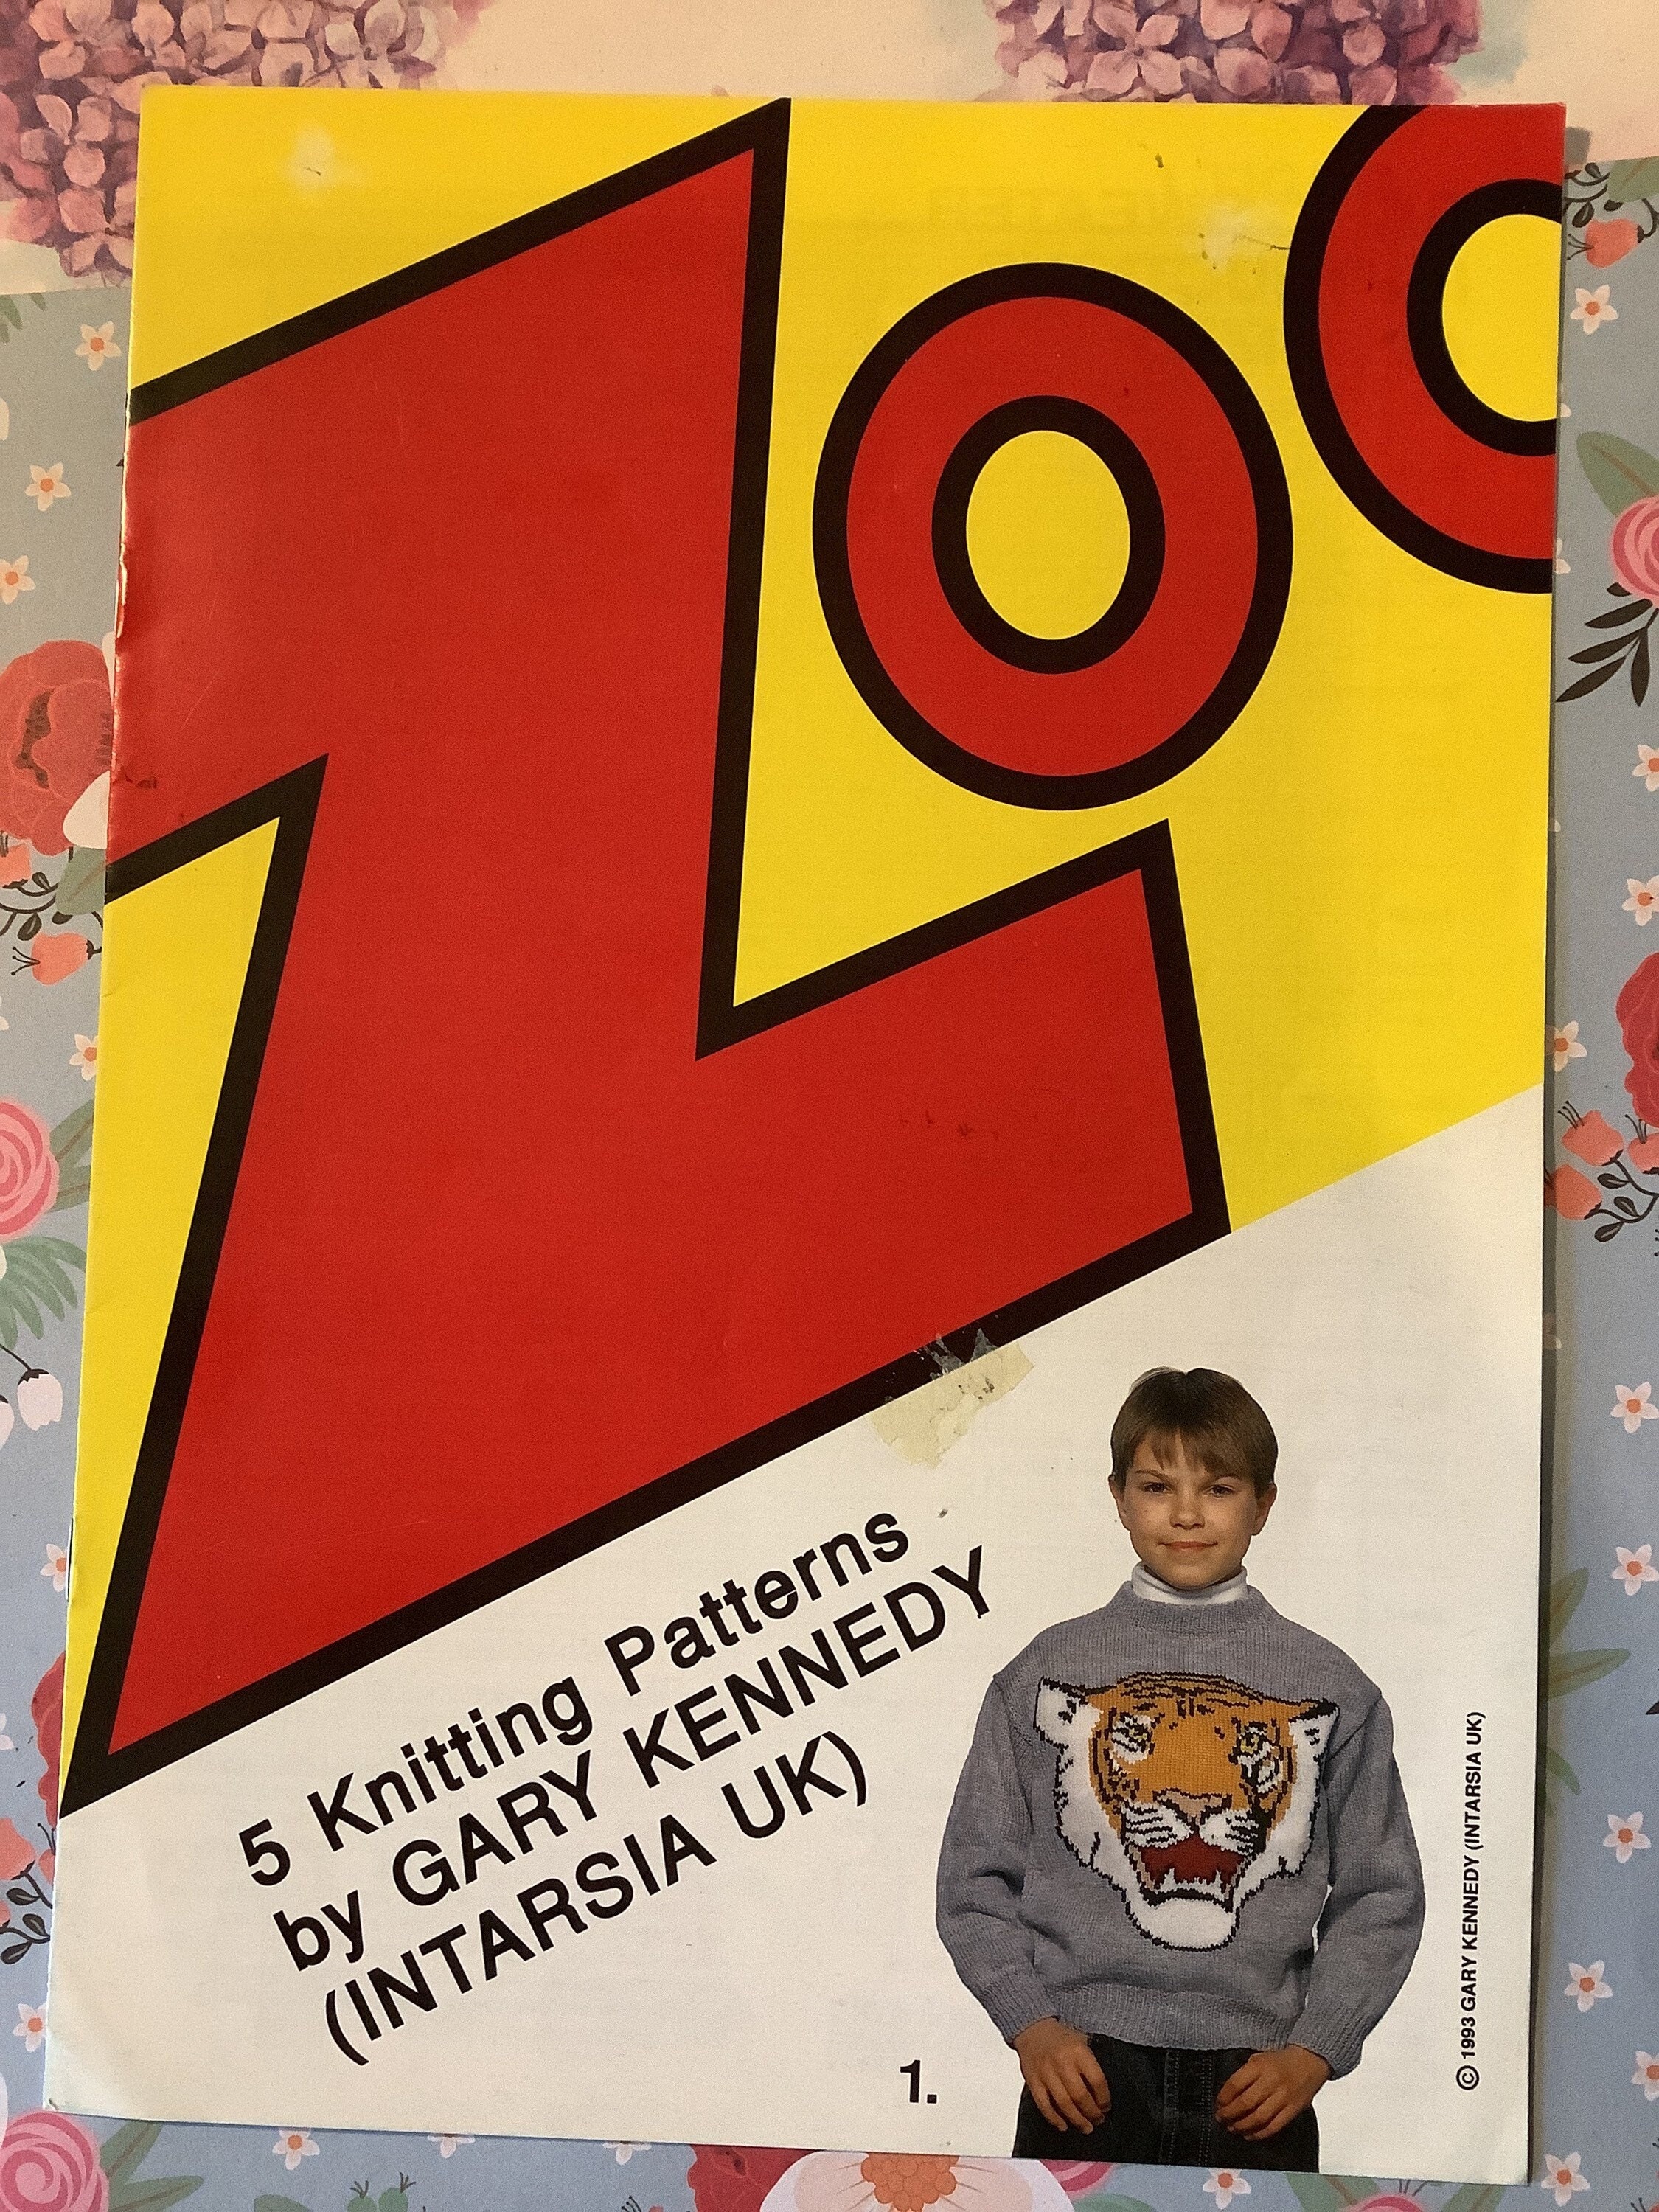 Zoo
5 Knitting Patterns
by GARY KENNEDY
(INTARSIA UK)
1.
© 1993 GARY KENNEDY (INTARSIA UK)